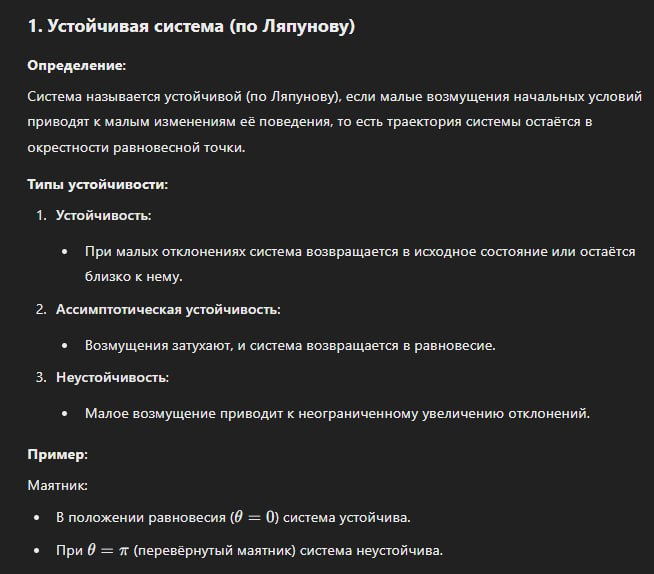 1. Устойчивая система (по Ляпунову)
Определение:
Система называется устойчивой (по Ляпунову), если малые возмущения начальных условий
приводят к малым изменениям её поведения, то есть траектория системы остаётся в
окрестности равновесной точки.
Типы устойчивости:
1. Устойчивость:
• При малых отклонениях система возвращается в исходное состояние или остаётся
близко к нему.
2. Ассимптотическая устойчивость:
• Возмущения затухают, и система возвращается в равновесие.
3. Неустойчивость:
• Малое возмущение приводит к неограниченному увеличению отклонений.
Пример:
Маятник:
• В положении равновесия (θ = 0) система устойчива.
• При θ = π (перевёрнутый маятник) система неустойчива.